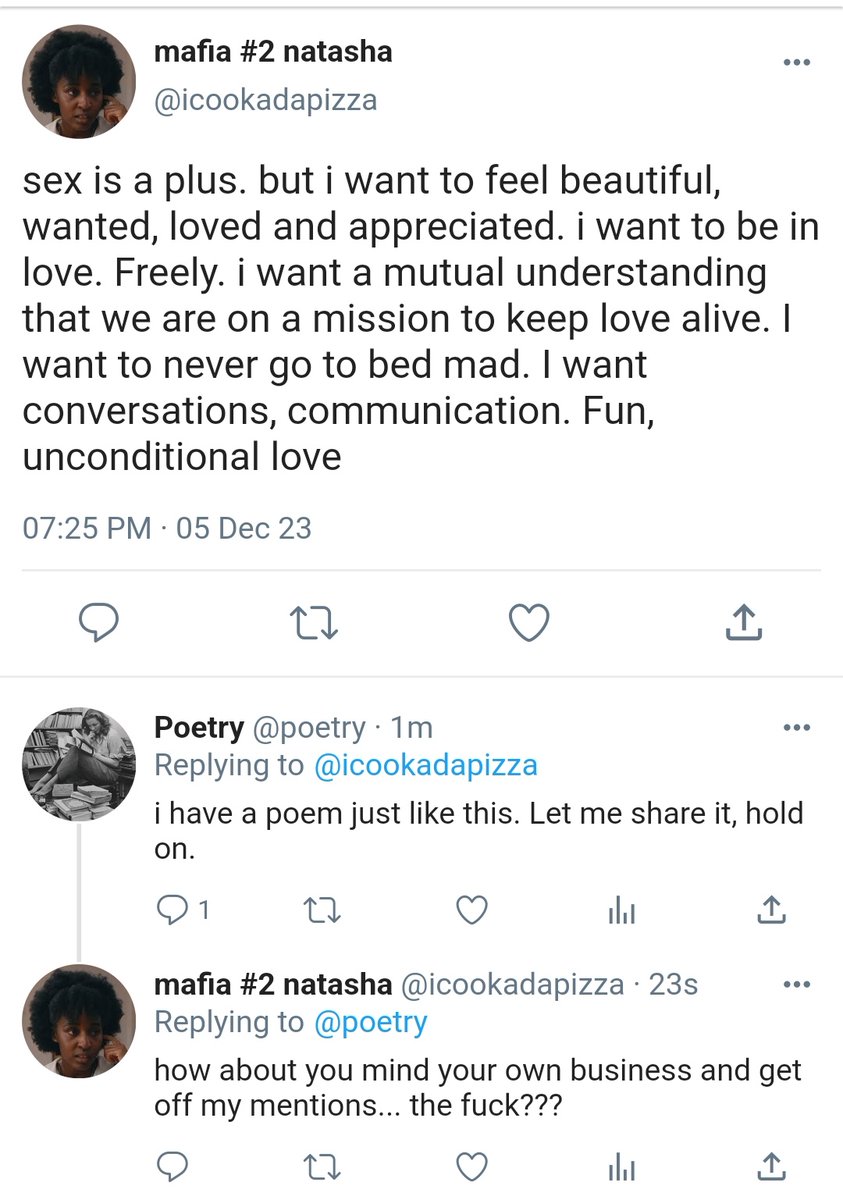 mafia #2 natasha
@icookadapizza
sex is a plus. but i want to feel beautiful,
wanted, loved and appreciated. i want to be in
love. Freely. i want a mutual understanding
that we are on a mission to keep love alive. I
want to never go to bed mad. I want
conversations, communication. Fun,
unconditional love
07:25 PM · 05 Dec 23
Poetry @poetry · 1m
Replying to @icookadapizza
i have a poem just like this. Let me share it, hold
on.
1
mafia #2 natasha @icookadapizza · 23s
Replying to @poetry
how about you mind your own business and get
off my mentions... the fuck???